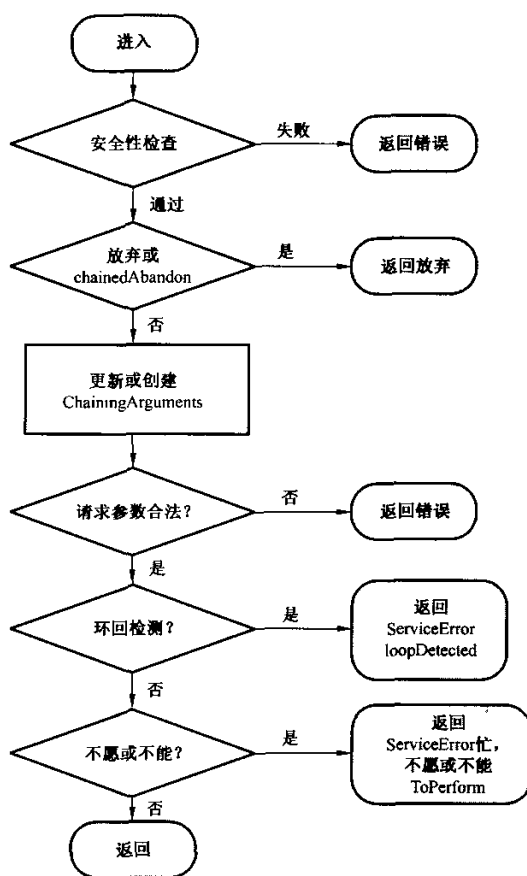 进入
安全性检查
失败
返回错误
通过
放弃或
chainedAbandon
是
返回放弃
否
更新或创建
ChainingArguments
请求参数合法?
否
返回错误
是
环回检测?
是
返回
ServiceError
loopDetected
否
不愿或不能?
是
返回
ServiceError忙,
不愿或不能
ToPerform
否
返回